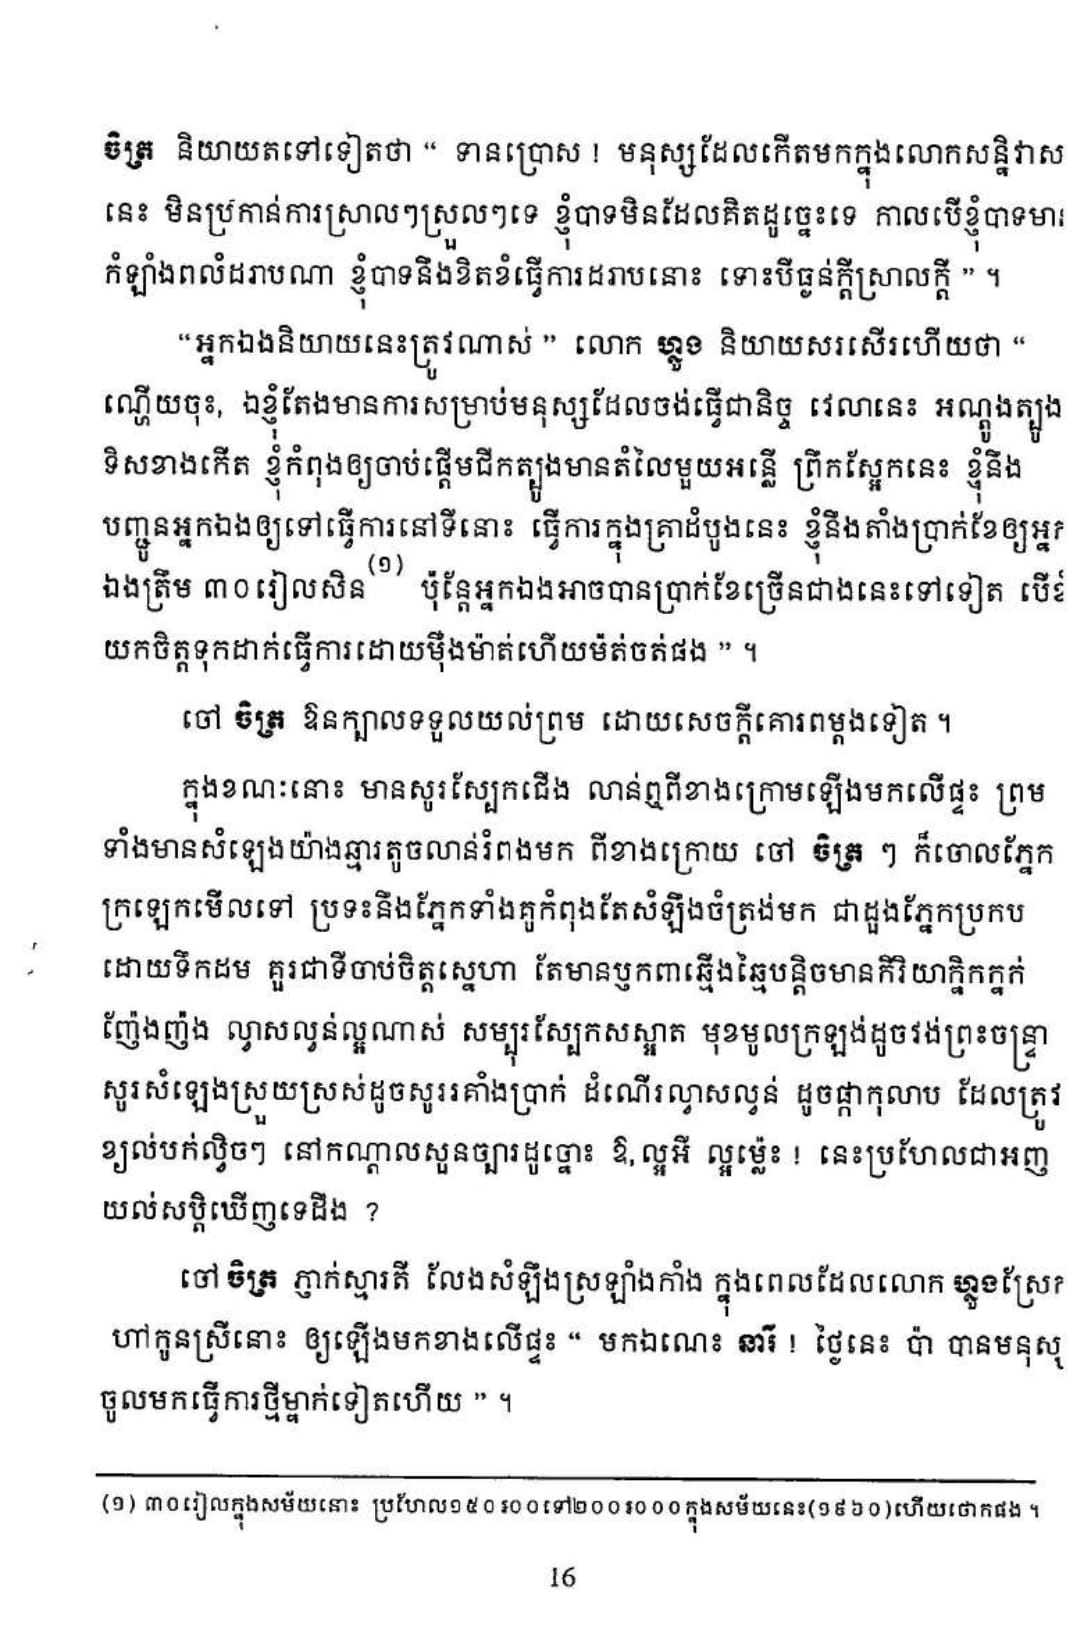 ចិត្រ និយាយតទៅទៀតថា “ ទានប្រោស ! មនុស្សដែលកើតមកក្នុងលោកសន្និវាស
នេះ មិនប្រកាន់ការស្រាលៗស្រួលៗទេ ខ្ញុំបាទមិនដែលគិតដូច្នេះទេ កាលបើខ្ញុំបាទមាន
កំឡាំងពលំដរាបណា ខ្ញុំបាទនឹងខិតខំធ្វើការដរាបនោះ ទោះបីធ្ងន់ក្តីស្រាលក្តី ” ។
“អ្នកឯងនិយាយនេះត្រូវណាស់ ” លោក ហ្លួង និយាយសរសើរហើយថា “
ណ្ហើយចុះ, ឯខ្ញុំតែងមានការសម្រាប់មនុស្សដែលចង់ធ្វើជានិច្ច វេលានេះ អណ្តូងត្បូង
ទិសខាងកើត ខ្ញុំកំពុងឲ្យចាប់ផ្តើមជីកត្បូងមានតំលៃមួយអន្លើ ព្រឹកស្អែកនេះ ខ្ញុំនឹង
បញ្ជូនអ្នកឯងឲ្យទៅធ្វើការនៅទីនោះ ធ្វើការក្នុងគ្រាដំបូងនេះ ខ្ញុំនឹងតាំងប្រាក់ខែឲ្យអ្នក
ឯងត្រឹម ៣០រៀលសិន(១) ប៉ុន្តែអ្នកឯងអាចបានប្រាក់ខែច្រើនជាងនេះទៅទៀត បើខំ
យកចិត្តទុកដាក់ធ្វើការដោយម៉ឺងម៉ាត់ហើយម៉ត់ចត់ផង ” ។
ចៅ ចិត្រ ឱនក្បាលទទួលយល់ព្រម ដោយសេចក្តីគោរពម្តងទៀត ។
ក្នុងខណៈនោះ មានសូរស្បែកជើង លាន់ឮពីខាងក្រោមឡើងមកលើផ្ទះ ព្រម
ទាំងមានសំឡេងយ៉ាងឆ្មារតូចលាន់រំពងមក ពីខាងក្រោយ ចៅ ចិត្រ ៗ ក៏ចោលភ្នែក
ក្រឡេកមើលទៅ ប្រទះនឹងភ្នែកទាំងគូកំពុងតែសំឡឹងចំត្រង់មក ជាដួងភ្នែកប្រកប
ដោយទឹកដម គួរជាទីចាប់ចិត្តស្នេហា តែមានប្ញកពាឆ្មើងឆ្មៃបន្តិចមានកិរិយាក្និកក្នក់
ញ៉ែងញ៉ង ល្វាសល្វន់ល្អណាស់ សម្បុរស្បែកសស្អាត មុខមូលក្រឡង់ដូចវង់ព្រះចន្ទ្រា
សូរសំឡេងស្រួយស្រស់ដូចសូររគាំងប្រាក់ ដំណើរល្វាសល្វន់ ដូចផ្កាកុលាប ដែលត្រូវ
ខ្យល់បក់ល្វិចៗ នៅកណ្តាលសួនច្បារដូច្នោះ ឱ, ល្អអី ល្អម្ល៉េះ ! នេះប្រហែលជាអញ
យល់សប្តិឃើញទេដឹង ?
ចៅ ចិត្រ ភ្ញាក់ស្មារតី លែងសំឡឹងស្រឡាំងកាំង ក្នុងពេលដែលលោក ហ្លួងស្រែក
ហៅកូនស្រីនោះ ឲ្យឡើងមកខាងលើផ្ទះ “ មកឯណេះ នារី ! ថ្ងៃនេះ ប៉ា បានមនុស្ស
ចូលមកធ្វើការថ្មីម្នាក់ទៀតហើយ ” ។
(១) ៣០រៀលក្នុងសម័យនោះ ប្រហែល១៥០៖០០ទៅ២០០៖០០០ក្នុងសម័យនេះ(១៩៦០)ហើយថោកផង ។
16